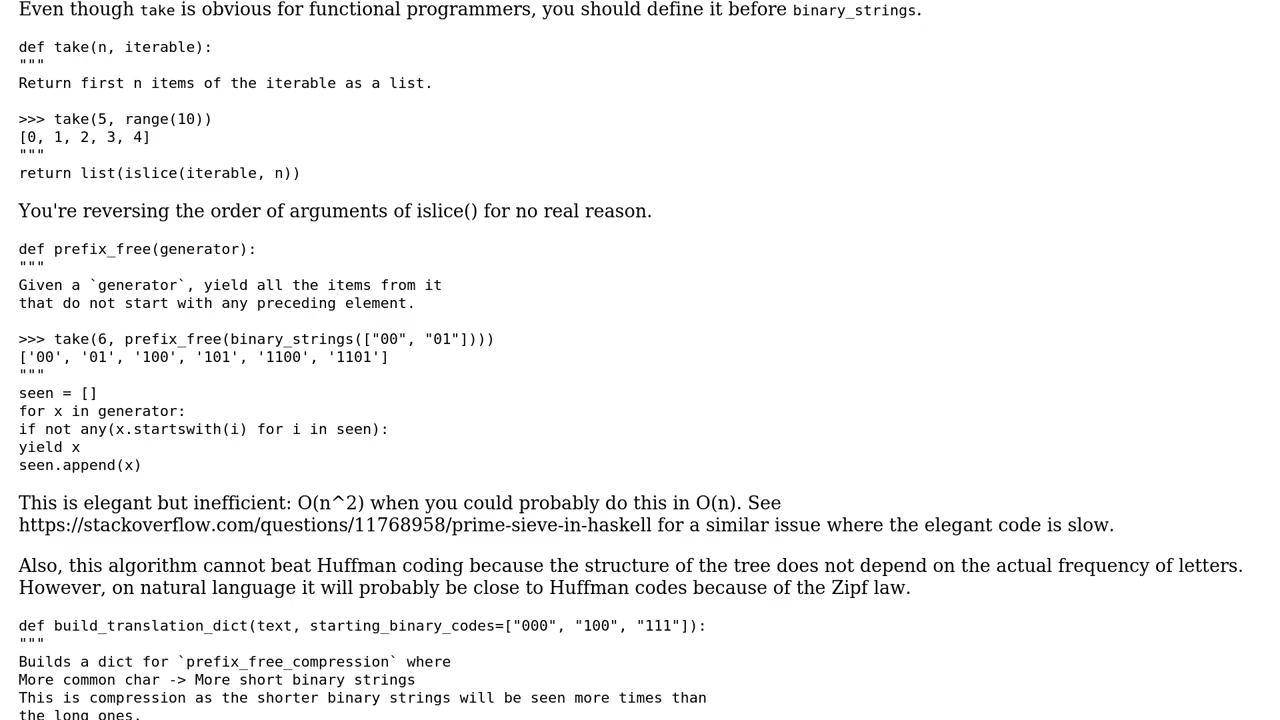 Even though take is obvious for functional programmers, you should define it before binary_strings.
def take(n, iterable):
"""
Return first n items of the iterable as a list.
>>> take(5, range(10))
[0, 1, 2, 3, 4]
"""
return list(islice(iterable, n))
You're reversing the order of arguments of islice() for no real reason.
def prefix_free(generator):
"""
Given a `generator`, yield all the items from it
that do not start with any preceding element.
>>> take(6, prefix_free(binary_strings(["00", "01"])))
['00', '01', '100', '101', '1100', '1101']
"""
seen = []
for x in generator:
if not any(x.startswith(i) for i in seen):
yield x
seen.append(x)
This is elegant but inefficient: O(n^2) when you could probably do this in O(n). See
https://stackoverflow.com/questions/11768958/prime-sieve-in-haskell for a similar issue where the elegant code is slow.
Also, this algorithm cannot beat Huffman coding because the structure of the tree does not depend on the actual frequency of letters.
However, on natural language it will probably be close to Huffman codes because of the Zipf law.
def build_translation_dict(text, starting_binary_codes=["000", "100", "111"]):
"""
Builds a dict for `prefix_free_compression` where
More common char -> More short binary strings
This is compression as the shorter binary strings will be seen more times than
the long ones.